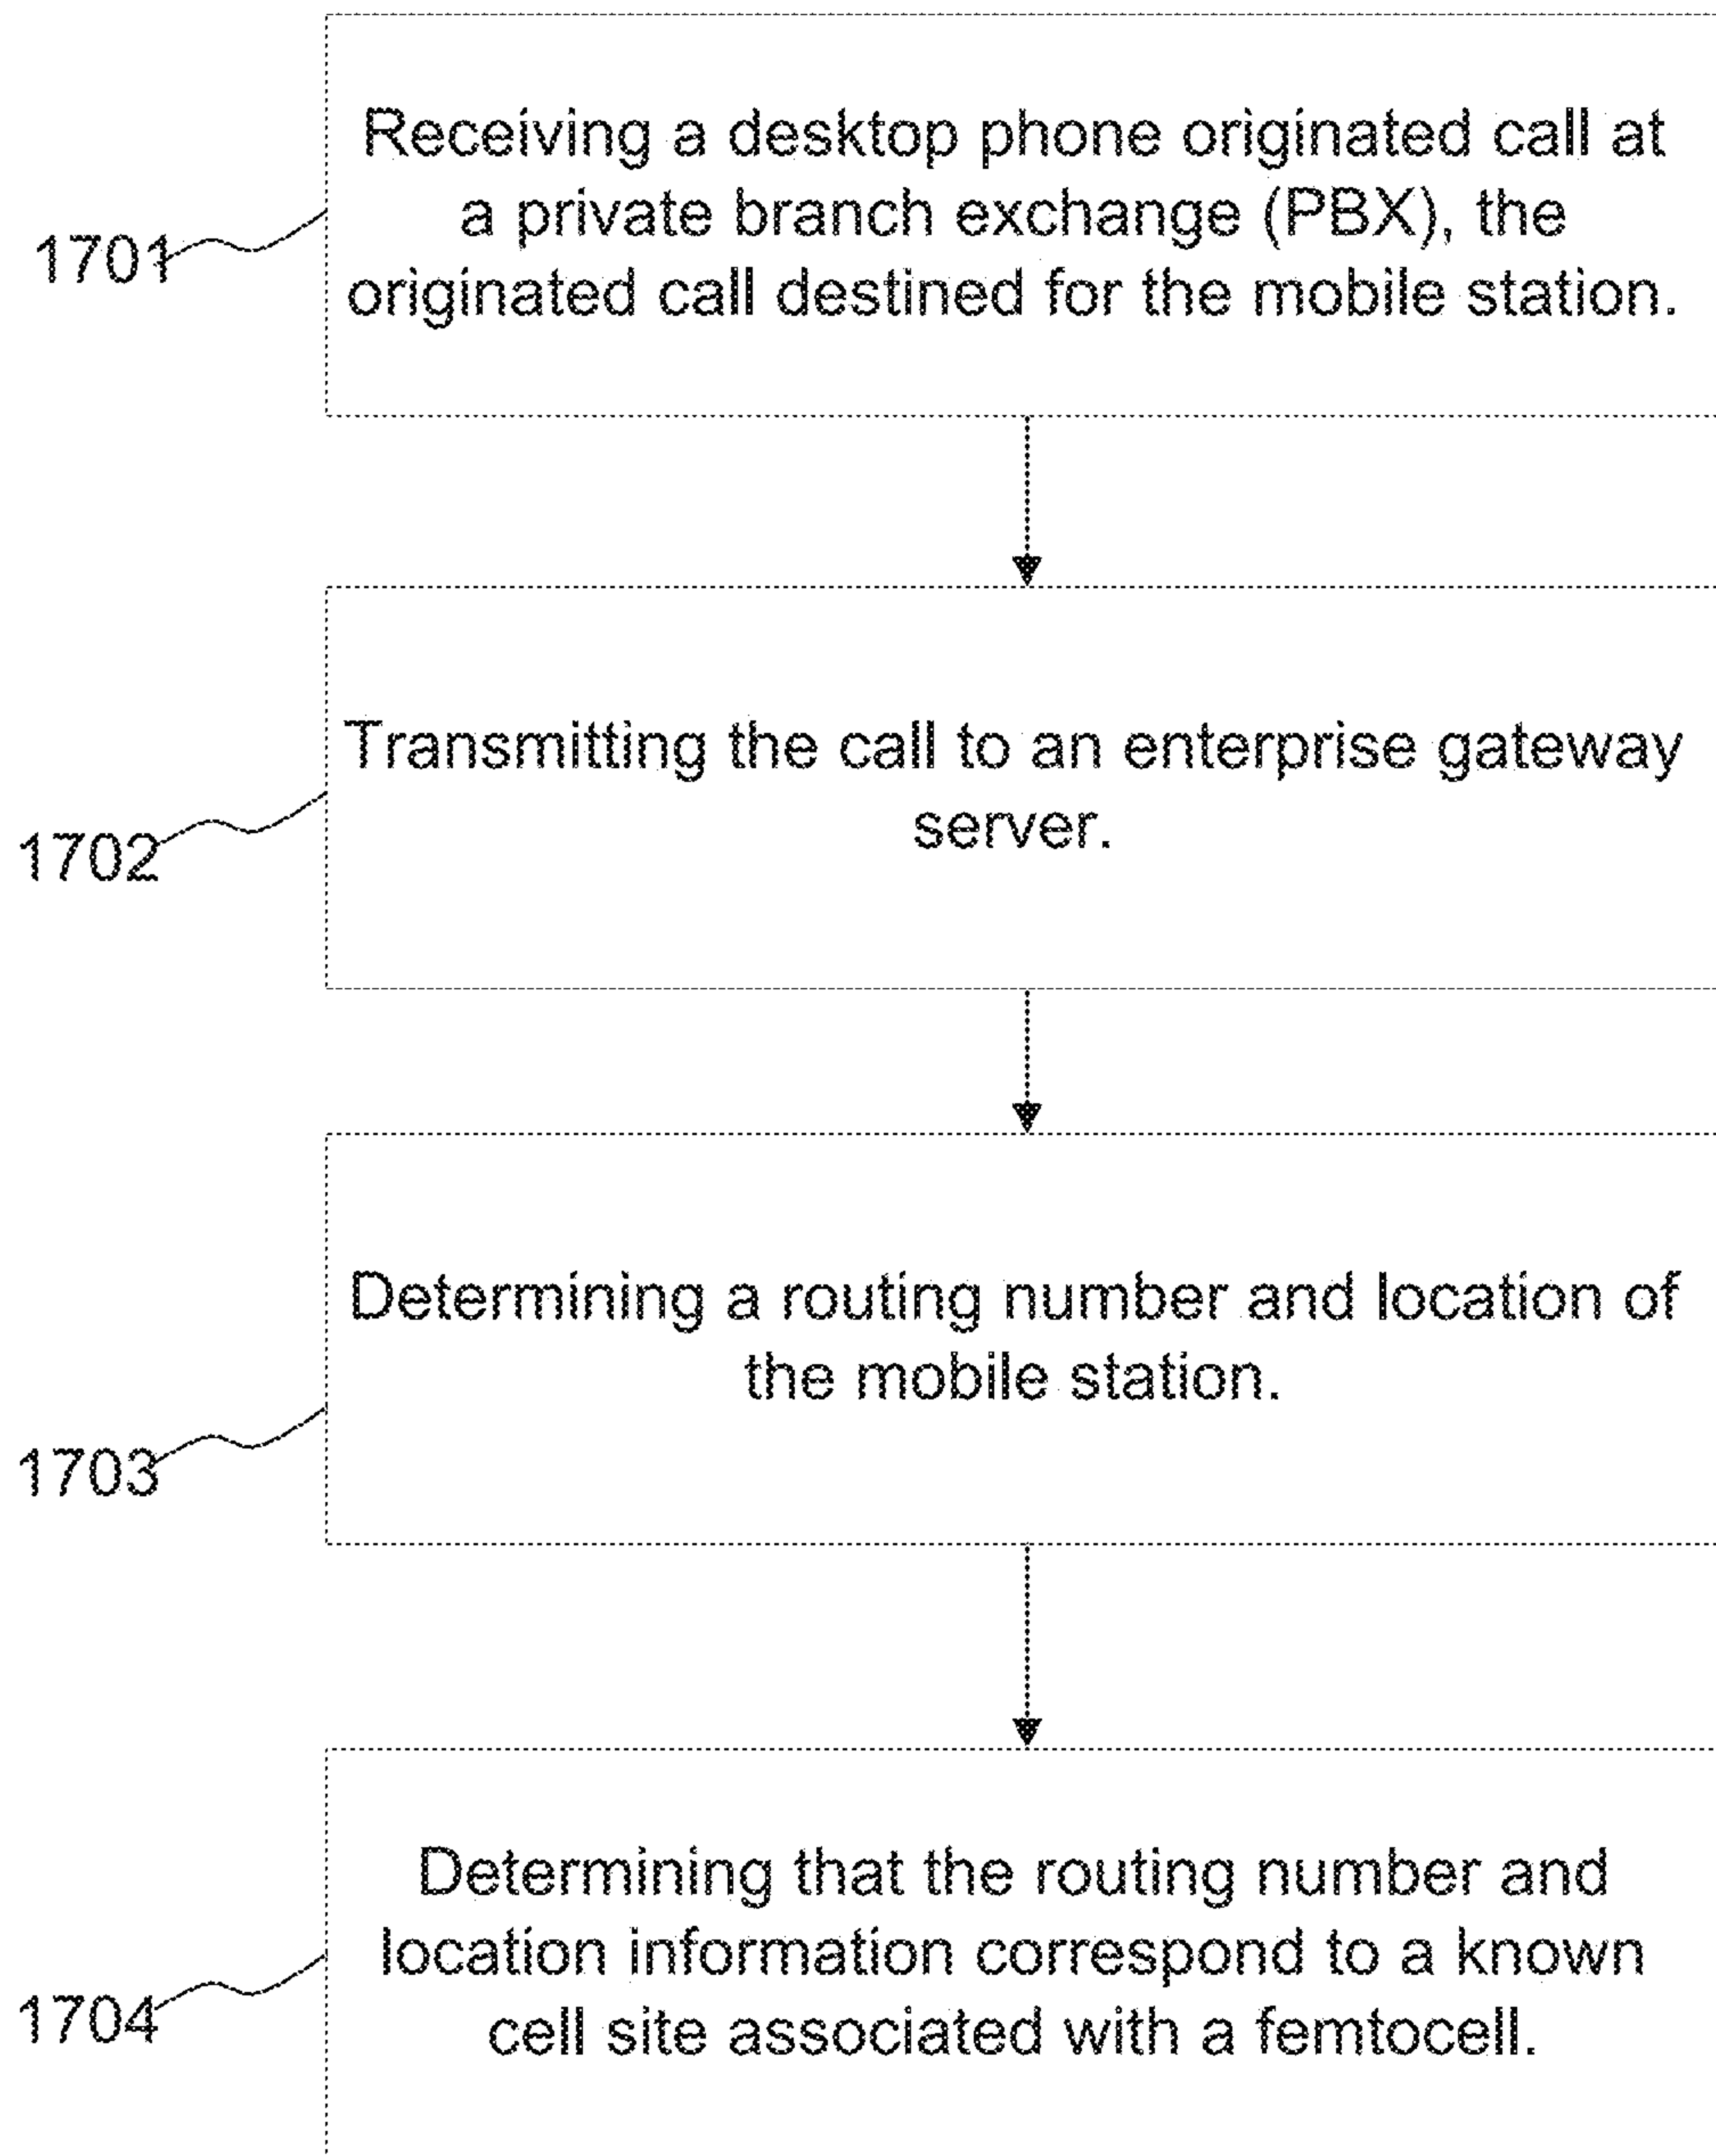 Receiving a desktop phone originated call at
a private branch exchange (PBX), the
originated call destined for the mobile station.
1701
Transmitting the call to an enterprise gateway
server.
1702
Determining a routing number and location of
the mobile station.
1703
Determining that the routing number and
location information correspond to a known
cell site associated with a femtocell.
1704